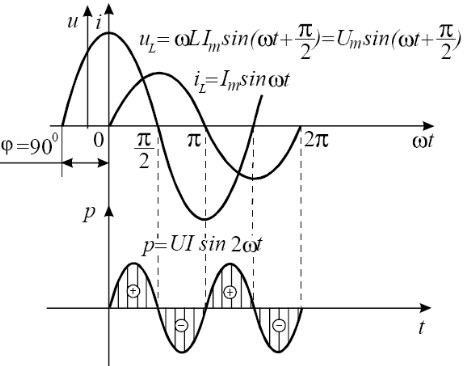 u i
u_L = ωLI_m sin(ωt + π/2) = U_m sin(ωt + π/2)
i_L = I_m sin ωt
φ=90⁰
0 π/2 π 2π ωt
p
p = UI sin 2ωt
+ +
− −
t